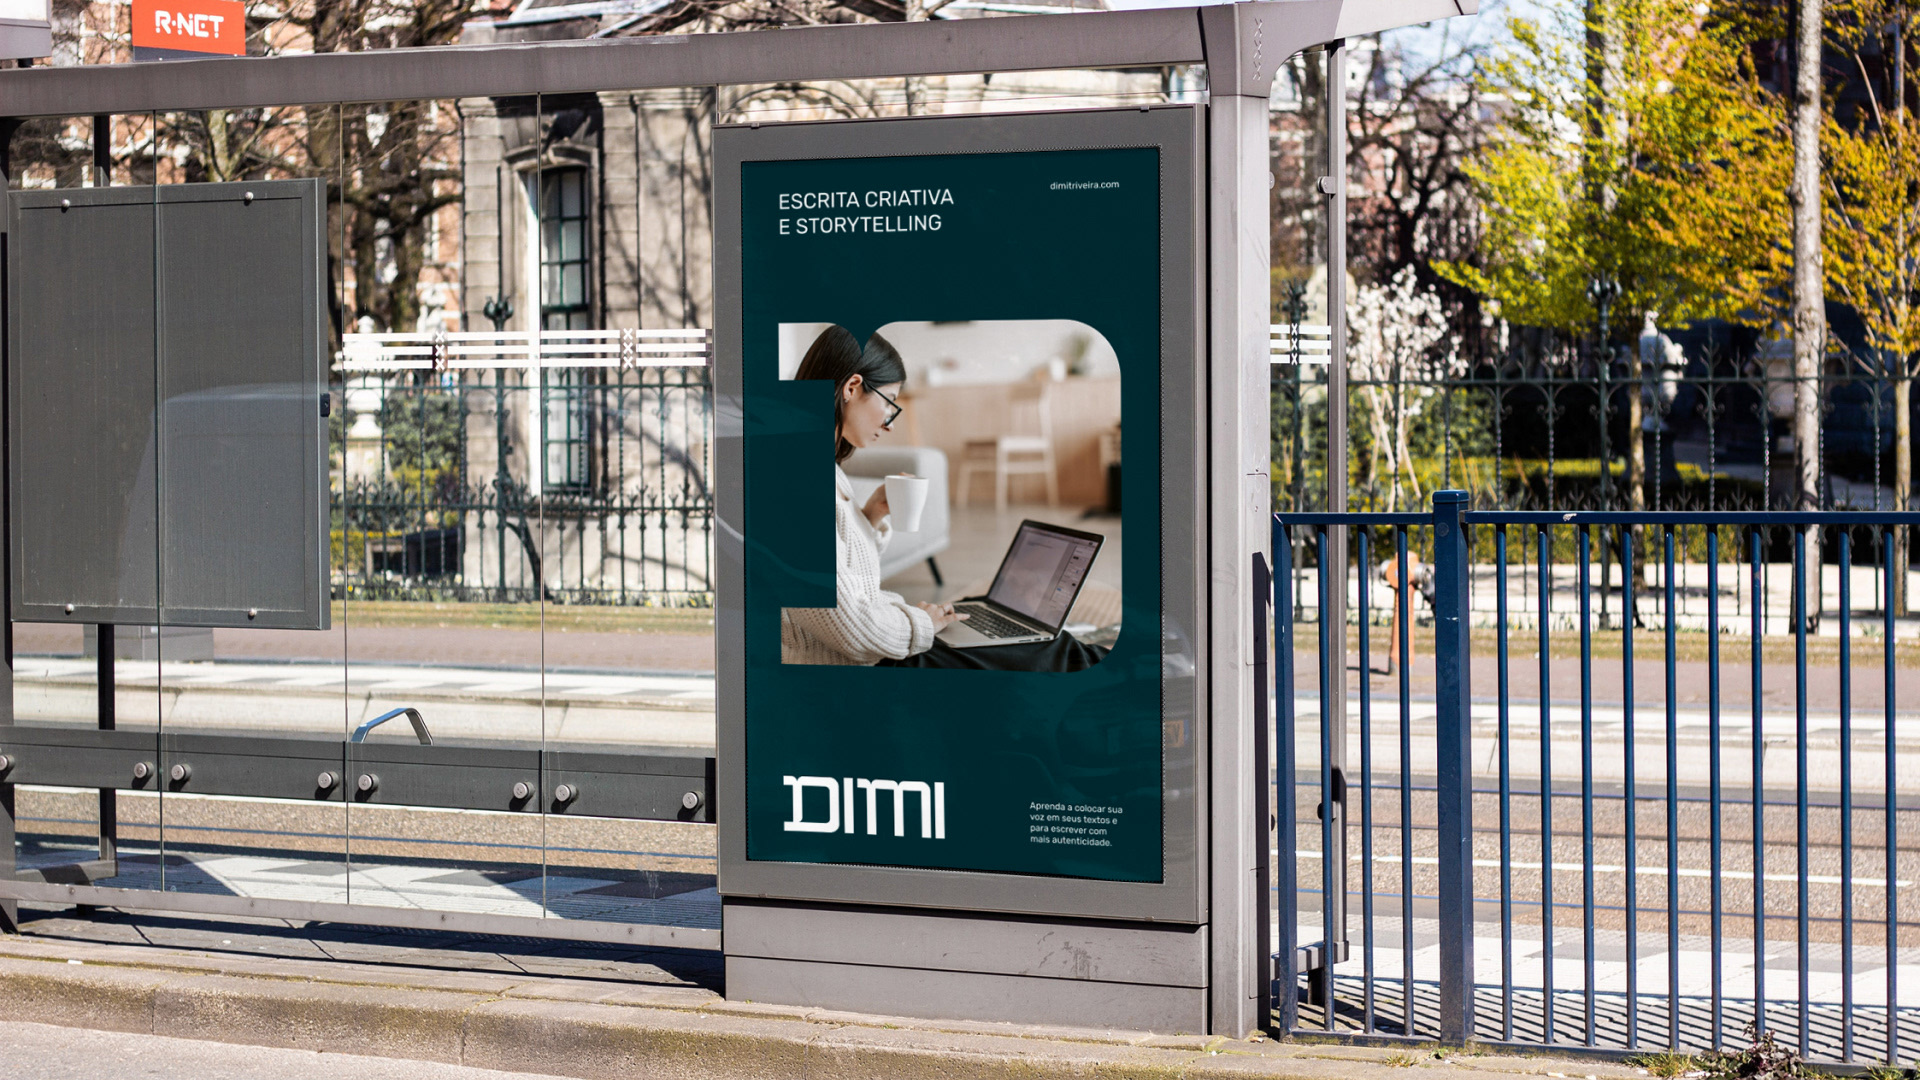 R·NET
ESCRITA CRIATIVA
E STORYTELLING
dimitriveira.com
DIMI
Aprenda a colocar sua
voz em seus textos e
para escrever com
mais autenticidade.